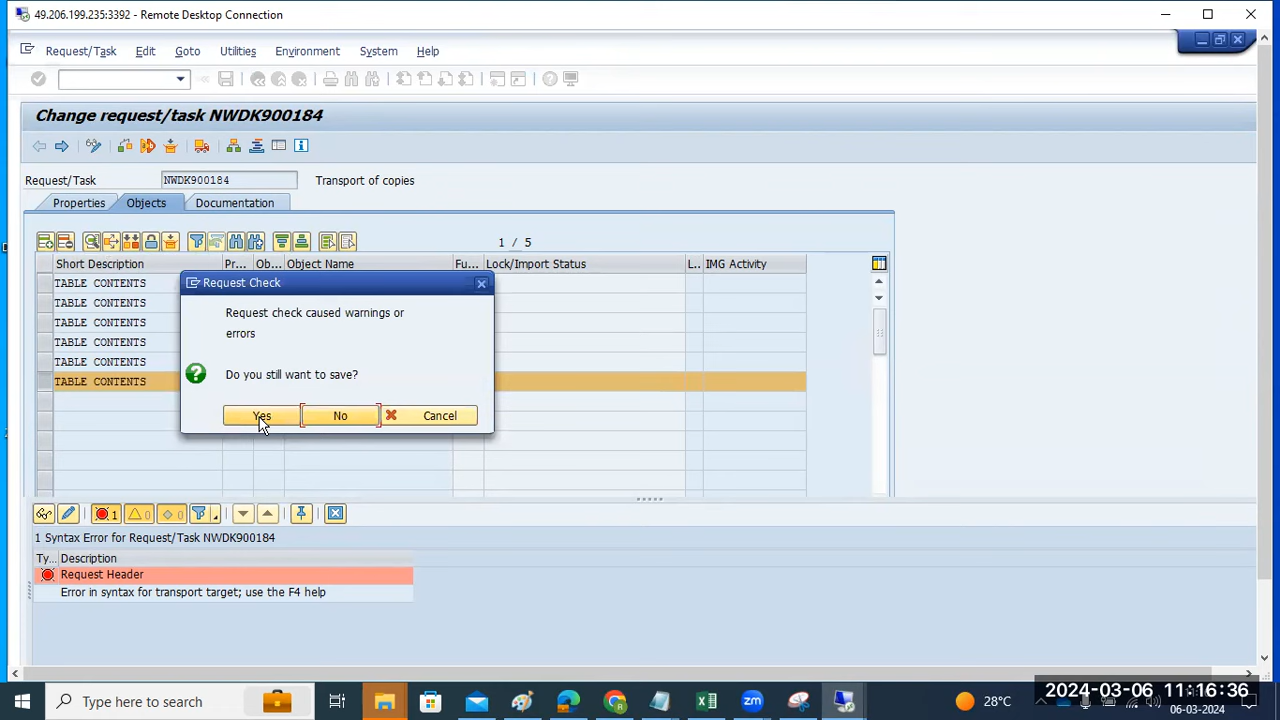 49.206.199.235:3392 - Remote Desktop Connection
Request/Task Edit Goto Utilities Environment System Help
Change request/task NWDK900184
Request/Task NWDK900184 Transport of copies
Properties Objects Documentation
1 / 5
Short Description Pr... Ob... Object Name Fu... Lock/Import Status L.. IMG Activity
TABLE CONTENTS
TABLE CONTENTS
TABLE CONTENTS
TABLE CONTENTS
TABLE CONTENTS
TABLE CONTENTS
Request Check
Request check caused warnings or
errors
Do you still want to save?
Yes No Cancel
1 0 0
1 Syntax Error for Request/Task NWDK900184
Ty... Description
Request Header
Error in syntax for transport target; use the F4 help
Type here to search
zm
28°C
2024-03-06 11:16:36
06-03-2024